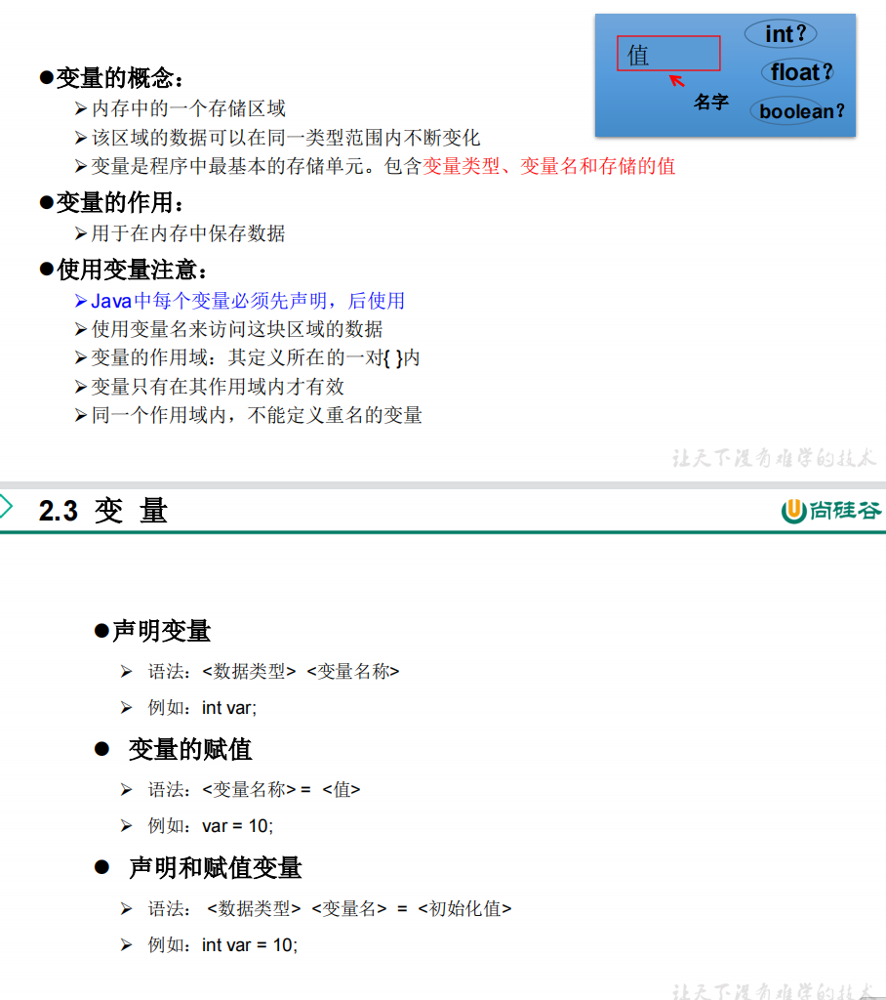 int？
值
float？
名字
boolean？
●变量的概念：
➢内存中的一个存储区域
➢该区域的数据可以在同一类型范围内不断变化
➢变量是程序中最基本的存储单元。包含变量类型、变量名和存储的值
●变量的作用：
➢用于在内存中保存数据
●使用变量注意：
➢Java中每个变量必须先声明，后使用
➢使用变量名来访问这块区域的数据
➢变量的作用域：其定义所在的一对{ }内
➢变量只有在其作用域内才有效
➢同一个作用域内，不能定义重名的变量
让天下没有难学的技术
2.3 变 量
尚硅谷
●声明变量
➢ 语法：<数据类型> <变量名称>
➢ 例如：int var;
● 变量的赋值
➢ 语法：<变量名称> = <值>
➢ 例如：var = 10;
● 声明和赋值变量
➢ 语法： <数据类型> <变量名> = <初始化值>
➢ 例如：int var = 10;
让天下没有难学的技术